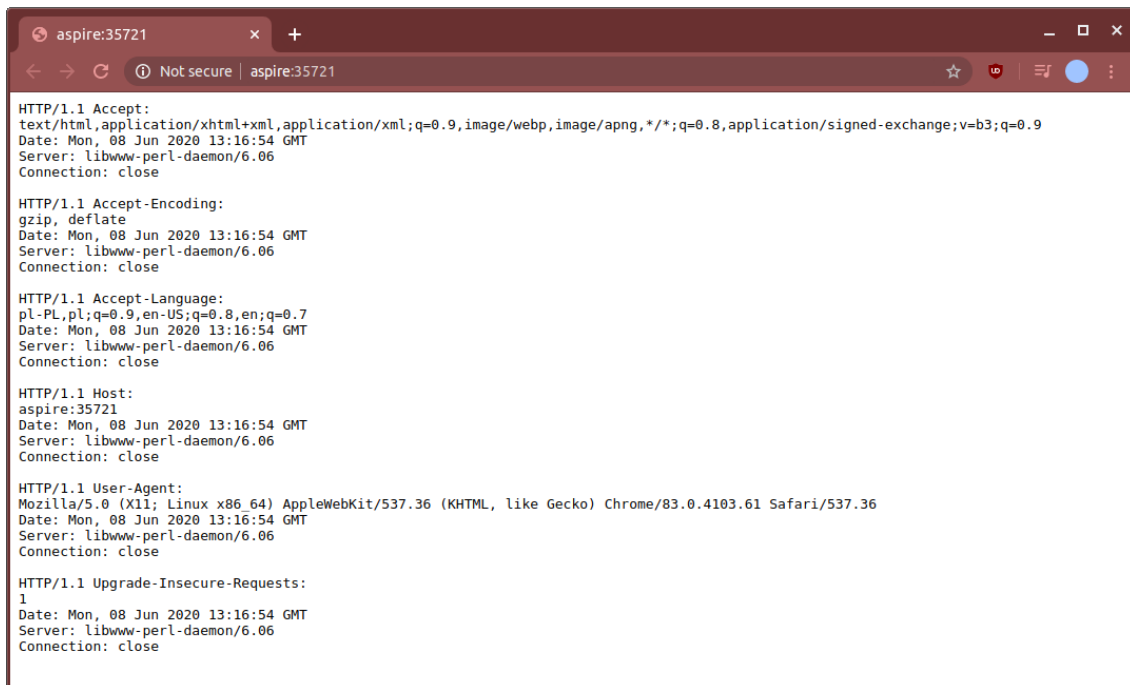 aspire:35721
Not secure | aspire:35721
HTTP/1.1 Accept:
text/html,application/xhtml+xml,application/xml;q=0.9,image/webp,image/apng,*/*;q=0.8,application/signed-exchange;v=b3;q=0.9
Date: Mon, 08 Jun 2020 13:16:54 GMT
Server: libwww-perl-daemon/6.06
Connection: close
HTTP/1.1 Accept-Encoding:
gzip, deflate
Date: Mon, 08 Jun 2020 13:16:54 GMT
Server: libwww-perl-daemon/6.06
Connection: close
HTTP/1.1 Accept-Language:
pl-PL,pl;q=0.9,en-US;q=0.8,en;q=0.7
Date: Mon, 08 Jun 2020 13:16:54 GMT
Server: libwww-perl-daemon/6.06
Connection: close
HTTP/1.1 Host:
aspire:35721
Date: Mon, 08 Jun 2020 13:16:54 GMT
Server: libwww-perl-daemon/6.06
Connection: close
HTTP/1.1 User-Agent:
Mozilla/5.0 (X11; Linux x86_64) AppleWebKit/537.36 (KHTML, like Gecko) Chrome/83.0.4103.61 Safari/537.36
Date: Mon, 08 Jun 2020 13:16:54 GMT
Server: libwww-perl-daemon/6.06
Connection: close
HTTP/1.1 Upgrade-Insecure-Requests:
1
Date: Mon, 08 Jun 2020 13:16:54 GMT
Server: libwww-perl-daemon/6.06
Connection: close